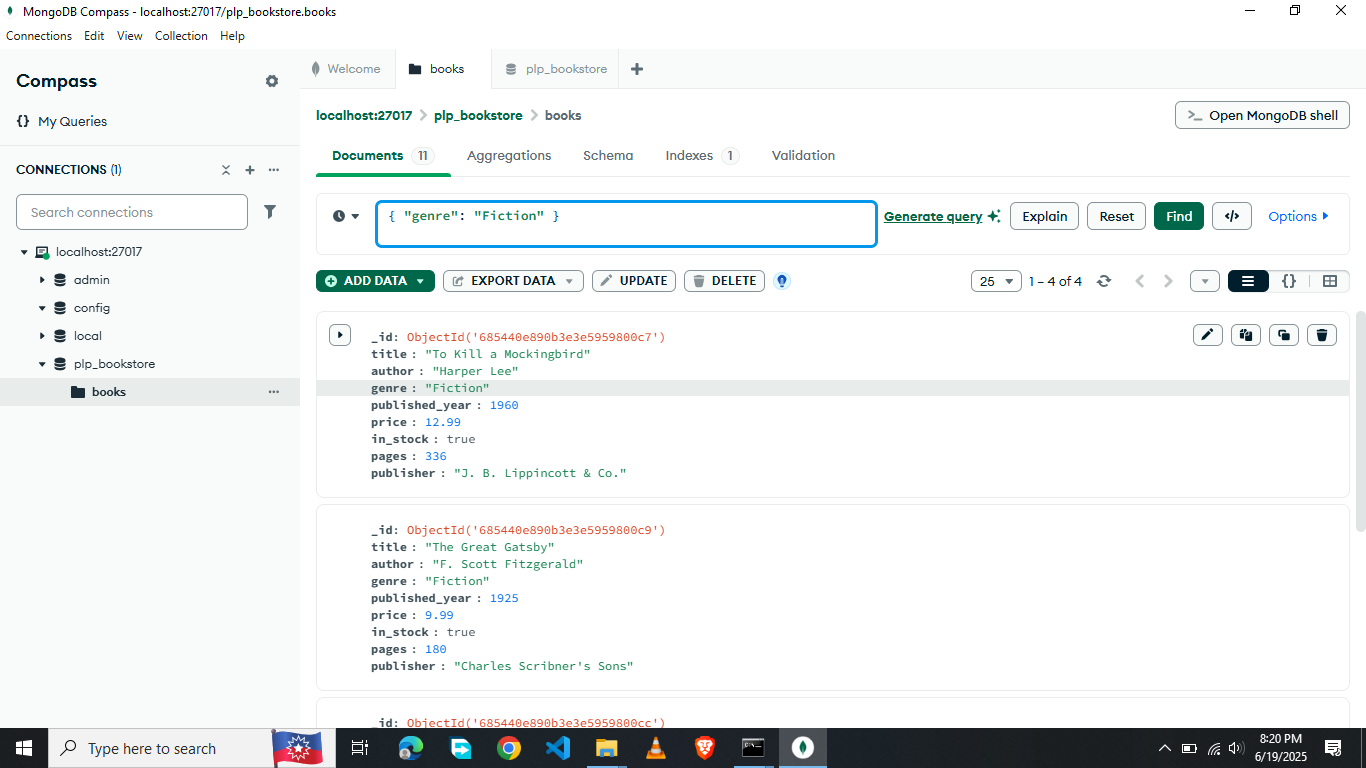 MongoDB Compass - localhost:27017/plp_bookstore.books
Connections Edit View Collection Help
Compass
{} My Queries
CONNECTIONS (1)
Search connections
localhost:27017
admin
config
local
plp_bookstore
books
Welcome
books
plp_bookstore
localhost:27017 > plp_bookstore > books
>_ Open MongoDB shell
Documents 11 Aggregations Schema Indexes 1 Validation
{ "genre": "Fiction" }
Generate query
Explain
Reset
Find
</>
Options
ADD DATA
EXPORT DATA
UPDATE
DELETE
25
1 – 4 of 4
{}
_id: ObjectId('685440e890b3e3e5959800c7')
title : "To Kill a Mockingbird"
author : "Harper Lee"
genre : "Fiction"
published_year : 1960
price : 12.99
in_stock : true
pages : 336
publisher : "J. B. Lippincott & Co."
_id: ObjectId('685440e890b3e3e5959800c9')
title : "The Great Gatsby"
author : "F. Scott Fitzgerald"
genre : "Fiction"
published_year : 1925
price : 9.99
in_stock : true
pages : 180
publisher : "Charles Scribner's Sons"
_id: ObjectId('685440e890b3e3e5959800cc')
Type here to search
8:20 PM
6/19/2025